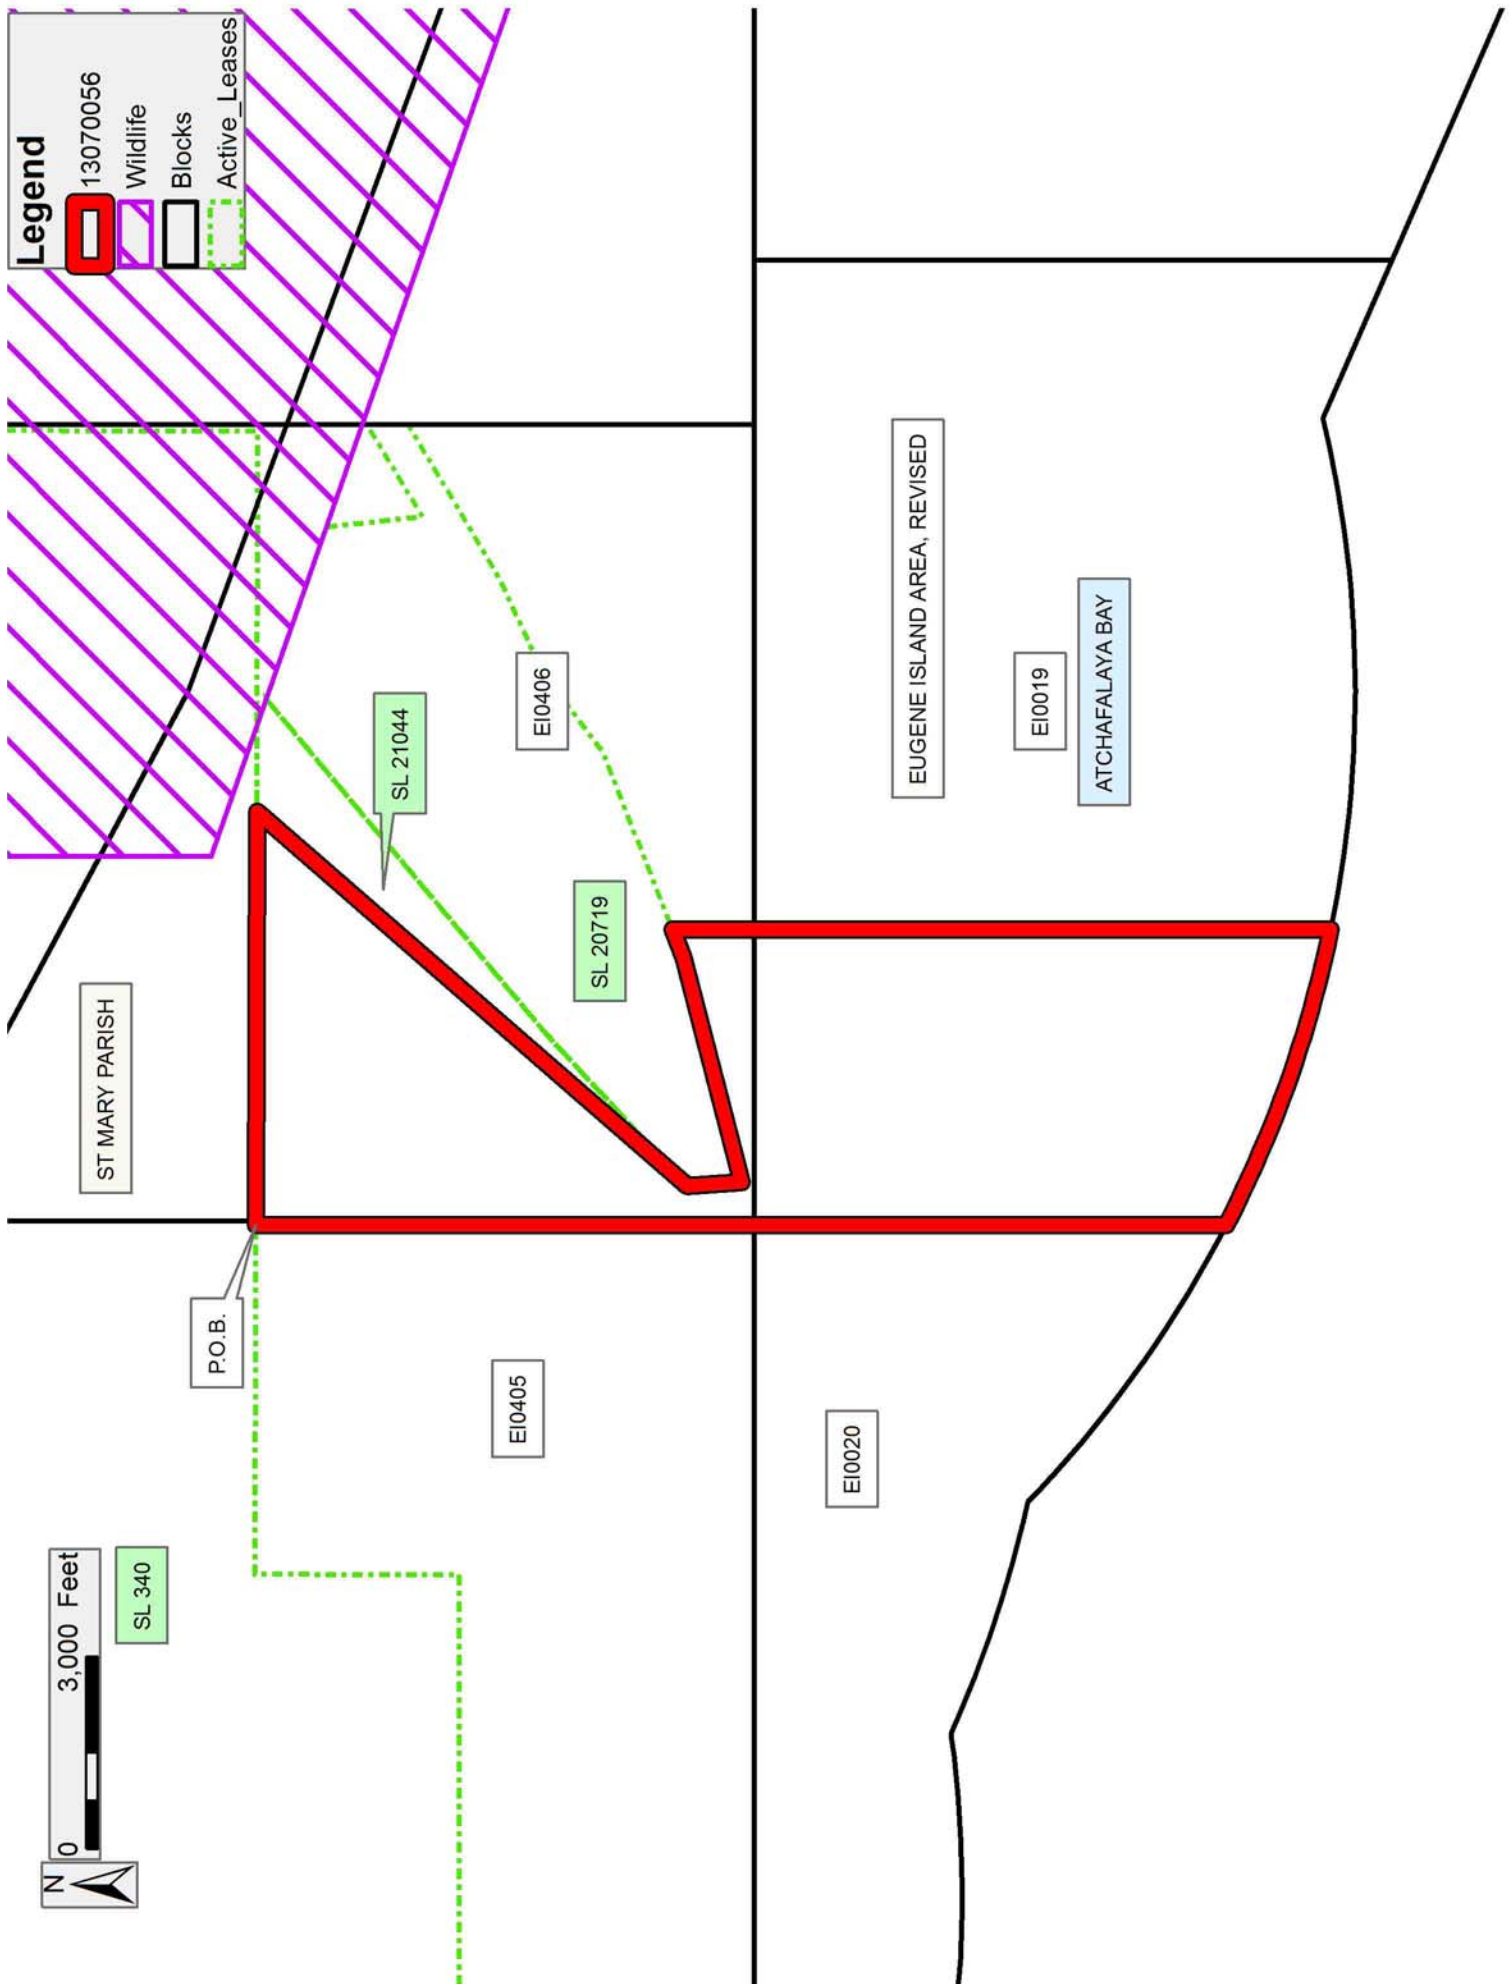 Legend
13070056
Wildlife
Blocks
Active_Leases
N
0 3,000 Feet
SL 340
ST MARY PARISH
P.O.B.
SL 21044
EI0406
EI0405
SL 20719
EI0020
EUGENE ISLAND AREA, REVISED
EI0019
ATCHAFALAYA BAY